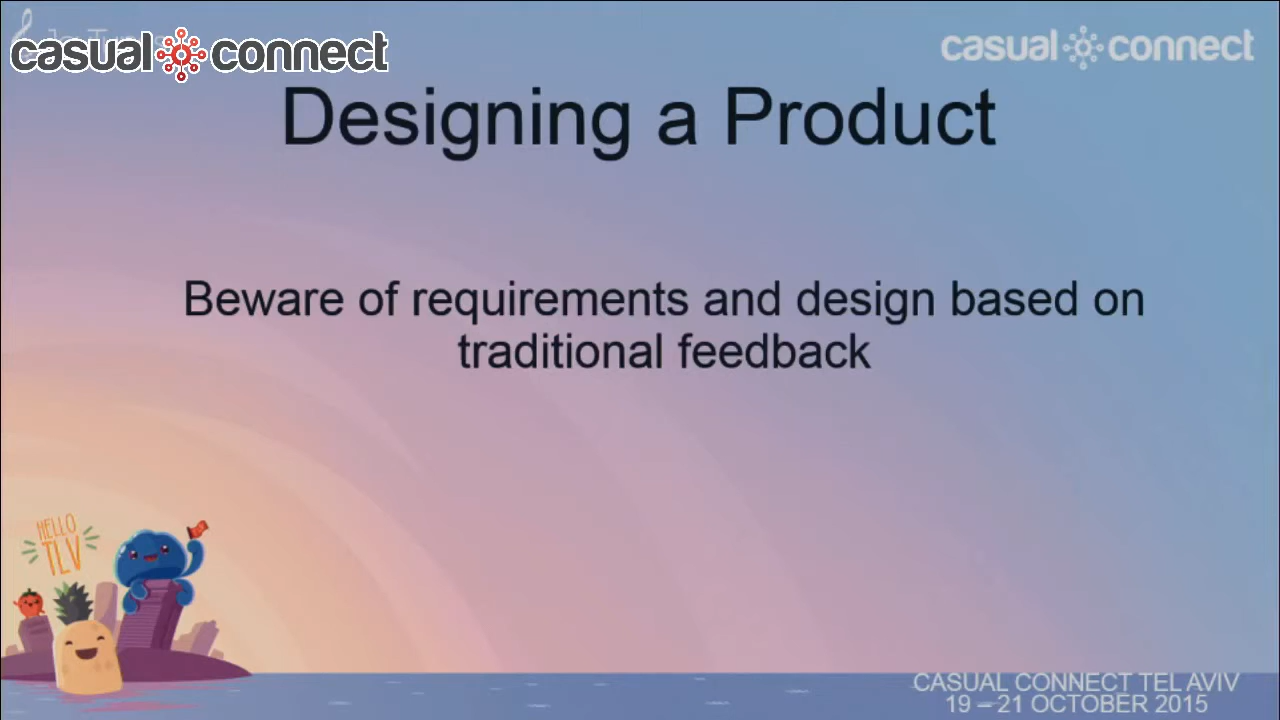 casual connect
casual connect
Designing a Product
Beware of requirements and design based on
traditional feedback
HELLO
TLV
CASUAL CONNECT TEL AVIV
19 – 21 OCTOBER 2015